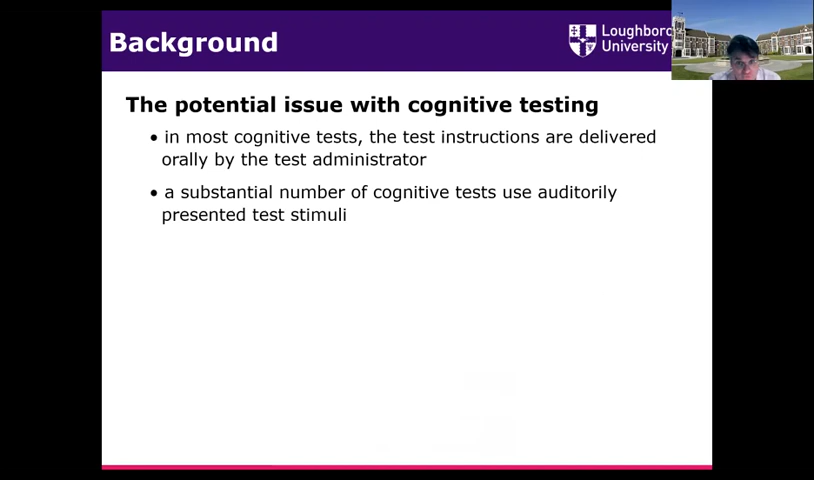 Background
University
The potential issue with cognitive testing
• in most cognitive tests, the test instructions are delivered
orally by the test administrator
• a substantial number of cognitive tests use auditorily
presented test stimuli